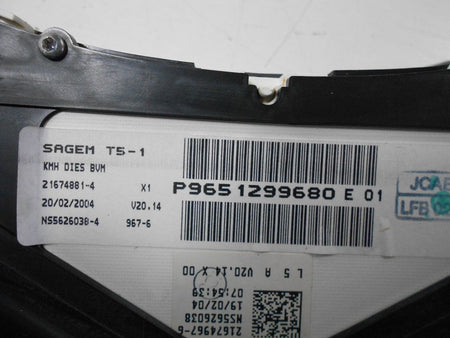 SAGEM T5-1
KMH DIES BVM
21674881-4 X1
20/02/2004 V20.14
NS5626038-4 967-6
P9651299680 E 01
LFB
L 5 A V20.14 X 00
07:54:39
19/02/04
NS5626038
21674967-6